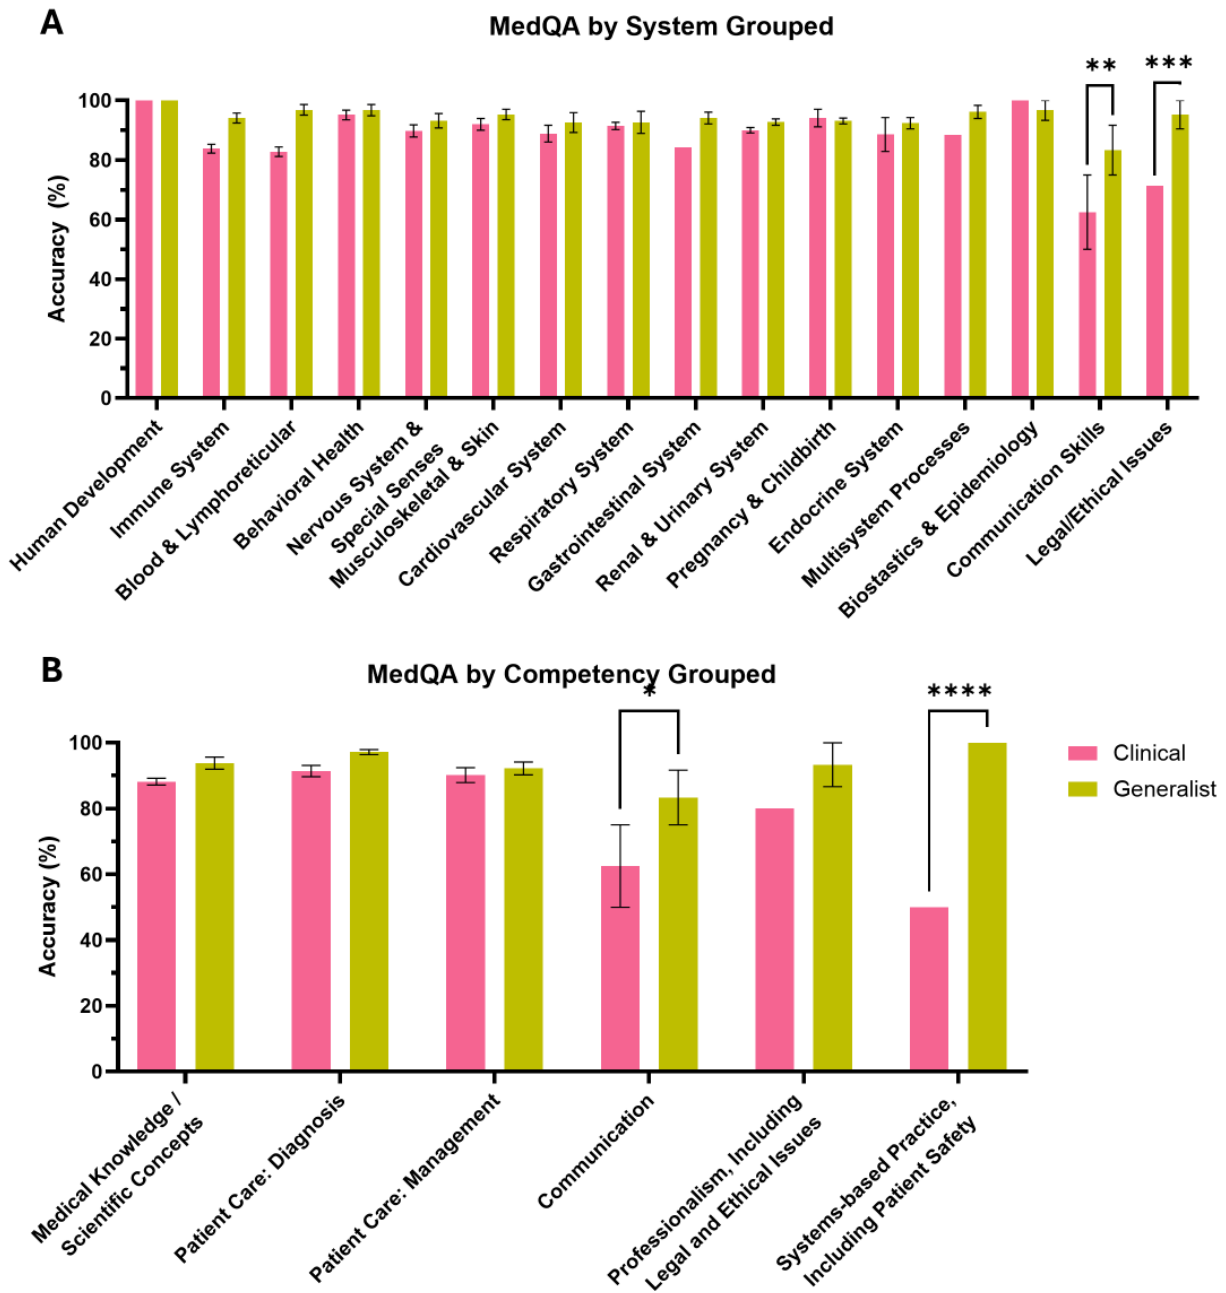 A
MedQA by System Grouped
** ***
Accuracy (%)
100
80
60
40
20
0
Human Development
Immune System
Blood & Lymphoreticular
Behavioral Health
Nervous System &
Special Senses
Musculoskeletal & Skin
Cardiovascular System
Respiratory System
Gastrointestinal System
Renal & Urinary System
Pregnancy & Childbirth
Endocrine System
Multisystem Processes
Biostastics & Epidemiology
Communication Skills
Legal/Ethical Issues
B
MedQA by Competency Grouped
* ****
Accuracy (%)
100
80
60
40
20
0
Clinical
Generalist
Medical Knowledge /
Scientific Concepts
Patient Care: Diagnosis
Patient Care: Management
Communication
Professionalism, Including
Legal and Ethical Issues
Systems-based Practice,
Including Patient Safety